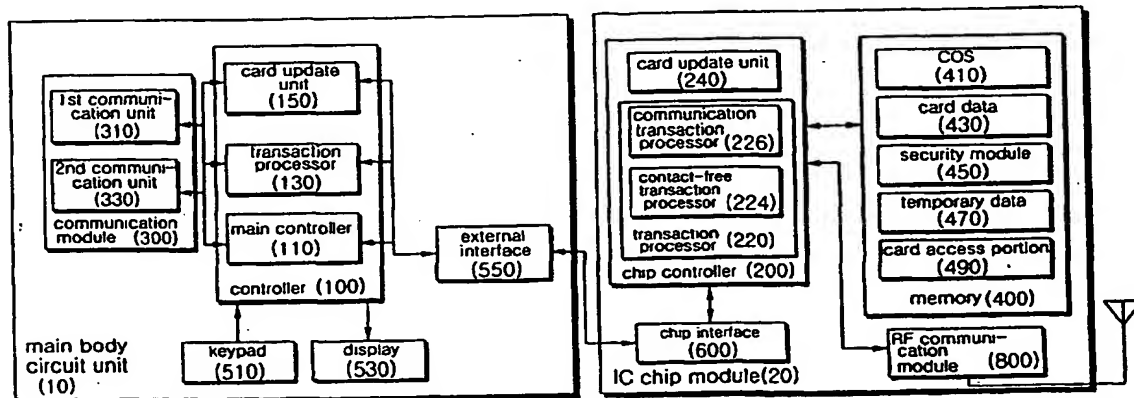 card update
unit
(150)
1st communi-
cation unit
(310)
2nd communi-
cation unit
(330)
communication
module (300)
transaction
processor
(130)
main controller
(110)
controller (100)
external
interface
(550)
keypad
(510)
display
(530)
main body
circuit unit
(10)
card update unit
(240)
communication
transaction
processor (226)
contact-free
transaction
processor (224)
transaction
processor (220)
chip controller (200)
COS
(410)
card data
(430)
security module
(450)
temporary data
(470)
card access portion
(490)
memory (400)
chip interface
(600)
RF communi-
cation
module (800)
IC chip module(20)